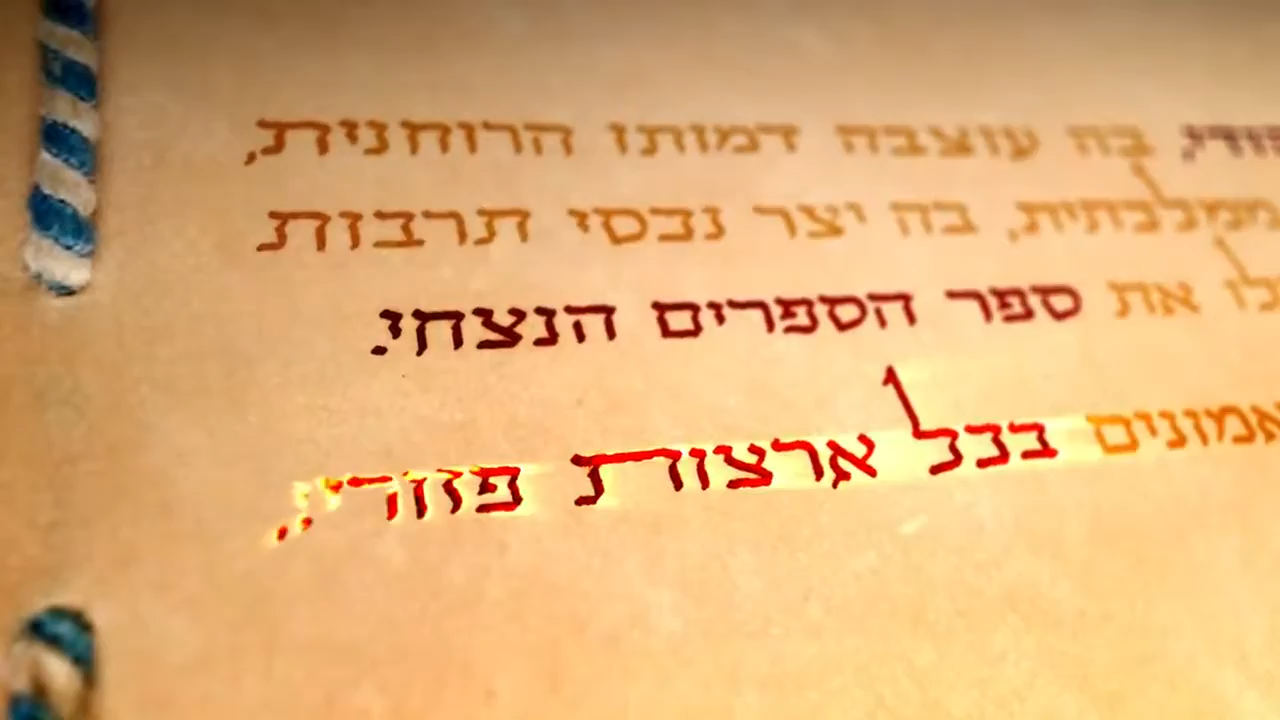 בה עוצבה דמותו הרוחנית,
בה יצר נכסי תרבות
את ספר הספרים הנצחי.
אמונים בכל ארצות פזוריו,